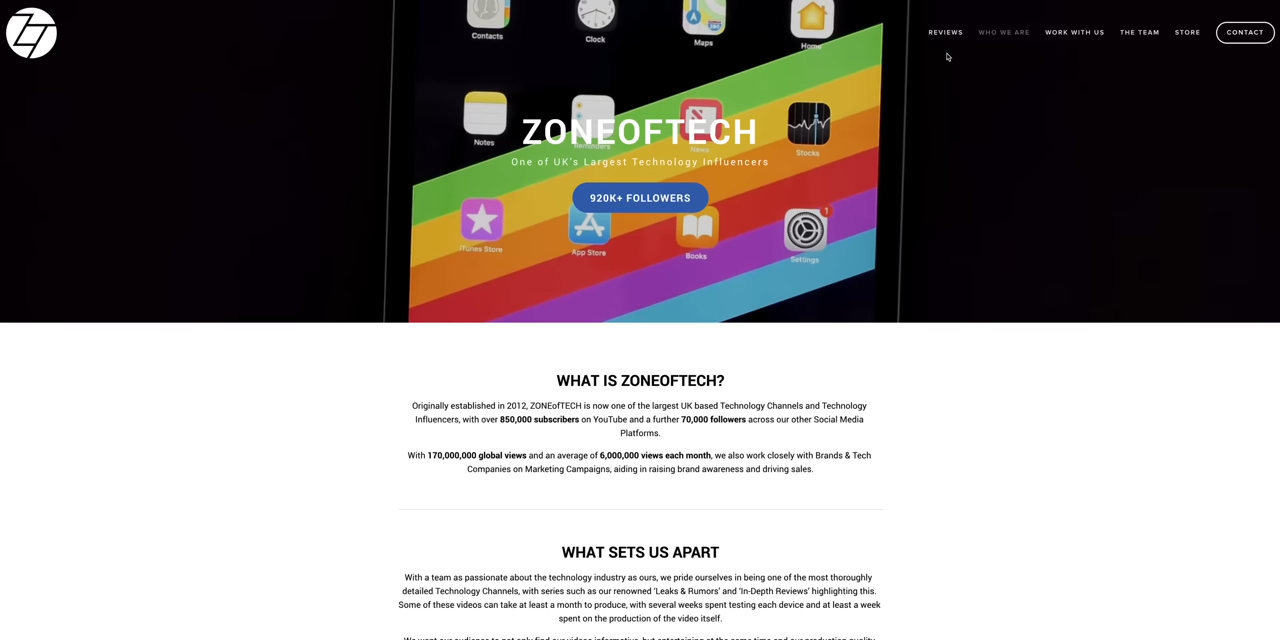 REVIEWS WHO WE ARE WORK WITH US THE TEAM STORE CONTACT
Contacts Clock Maps Home
ZONEOFTECH
Notes Reminders News Stocks
One of UK's Largest Technology Influencers
920K+ FOLLOWERS
1
iTunes Store App Store Books Settings
WHAT IS ZONEOFTECH?
Originally established in 2012, ZONEofTECH is now one of the largest UK based Technology Channels and Technology
Influencers, with over 850,000 subscribers on YouTube and a further 70,000 followers across our other Social Media
Platforms.
With 170,000,000 global views and an average of 6,000,000 views each month, we also work closely with Brands & Tech
Companies on Marketing Campaigns, aiding in raising brand awareness and driving sales.
WHAT SETS US APART
With a team as passionate about the technology industry as ours, we pride ourselves in being one of the most thoroughly
detailed Technology Channels, with series such as our renowned 'Leaks & Rumors' and 'In-Depth Reviews' highlighting this.
Some of these videos can take at least a month to produce, with several weeks spent testing each device and at least a week
spent on the production of the video itself.